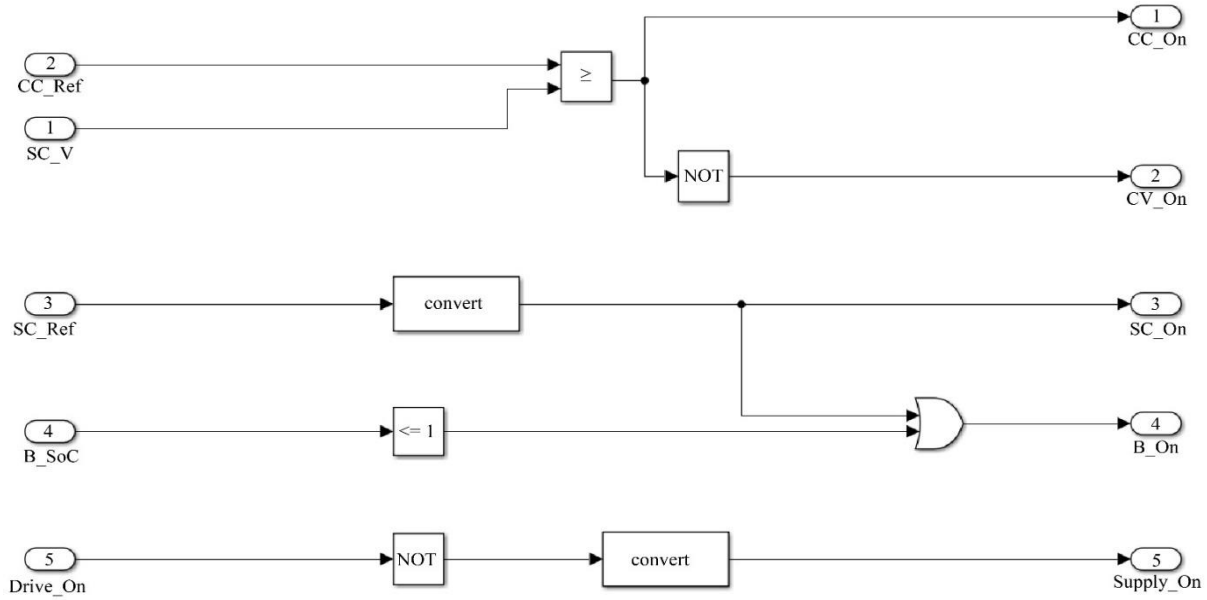 1
CC_On
2
CC_Ref
≥
1
SC_V
NOT
2
CV_On
3
SC_Ref
convert
3
SC_On
4
B_SoC
<= 1
4
B_On
5
Drive_On
NOT
convert
5
Supply_On